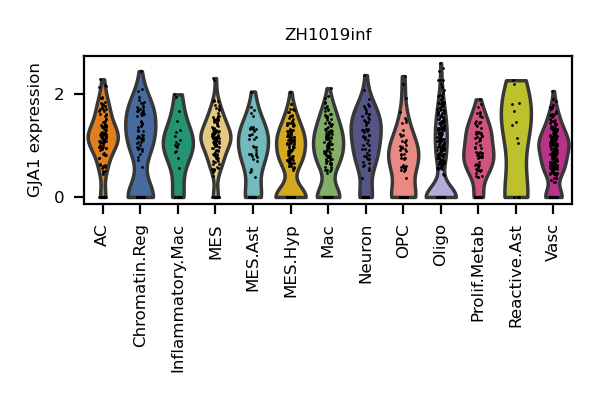 ZH1019inf
GJA1 expression
2
0
AC
Chromatin.Reg
Inflammatory.Mac
MES
MES.Ast
MES.Hyp
Mac
Neuron
OPC
Oligo
Prolif.Metab
Reactive.Ast
Vasc